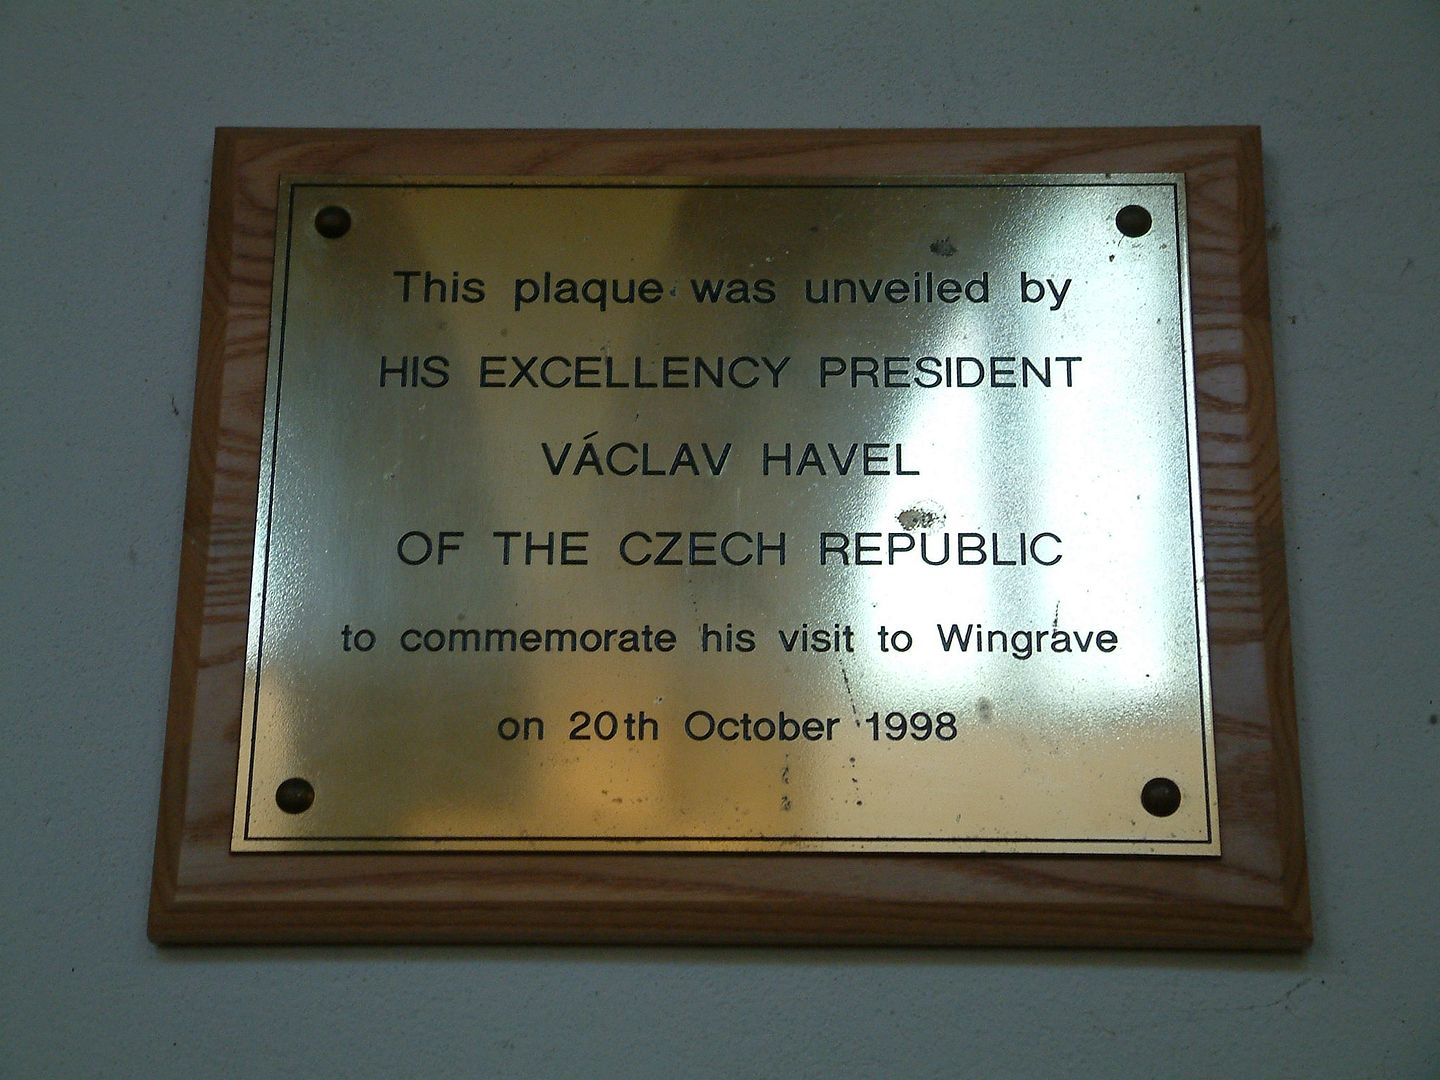 This plaque was unveiled by
HIS EXCELLENCY PRESIDENT
VÁCLAV HAVEL
OF THE CZECH REPUBLIC
to commemorate his visit to Wingrave
on 20th October 1998